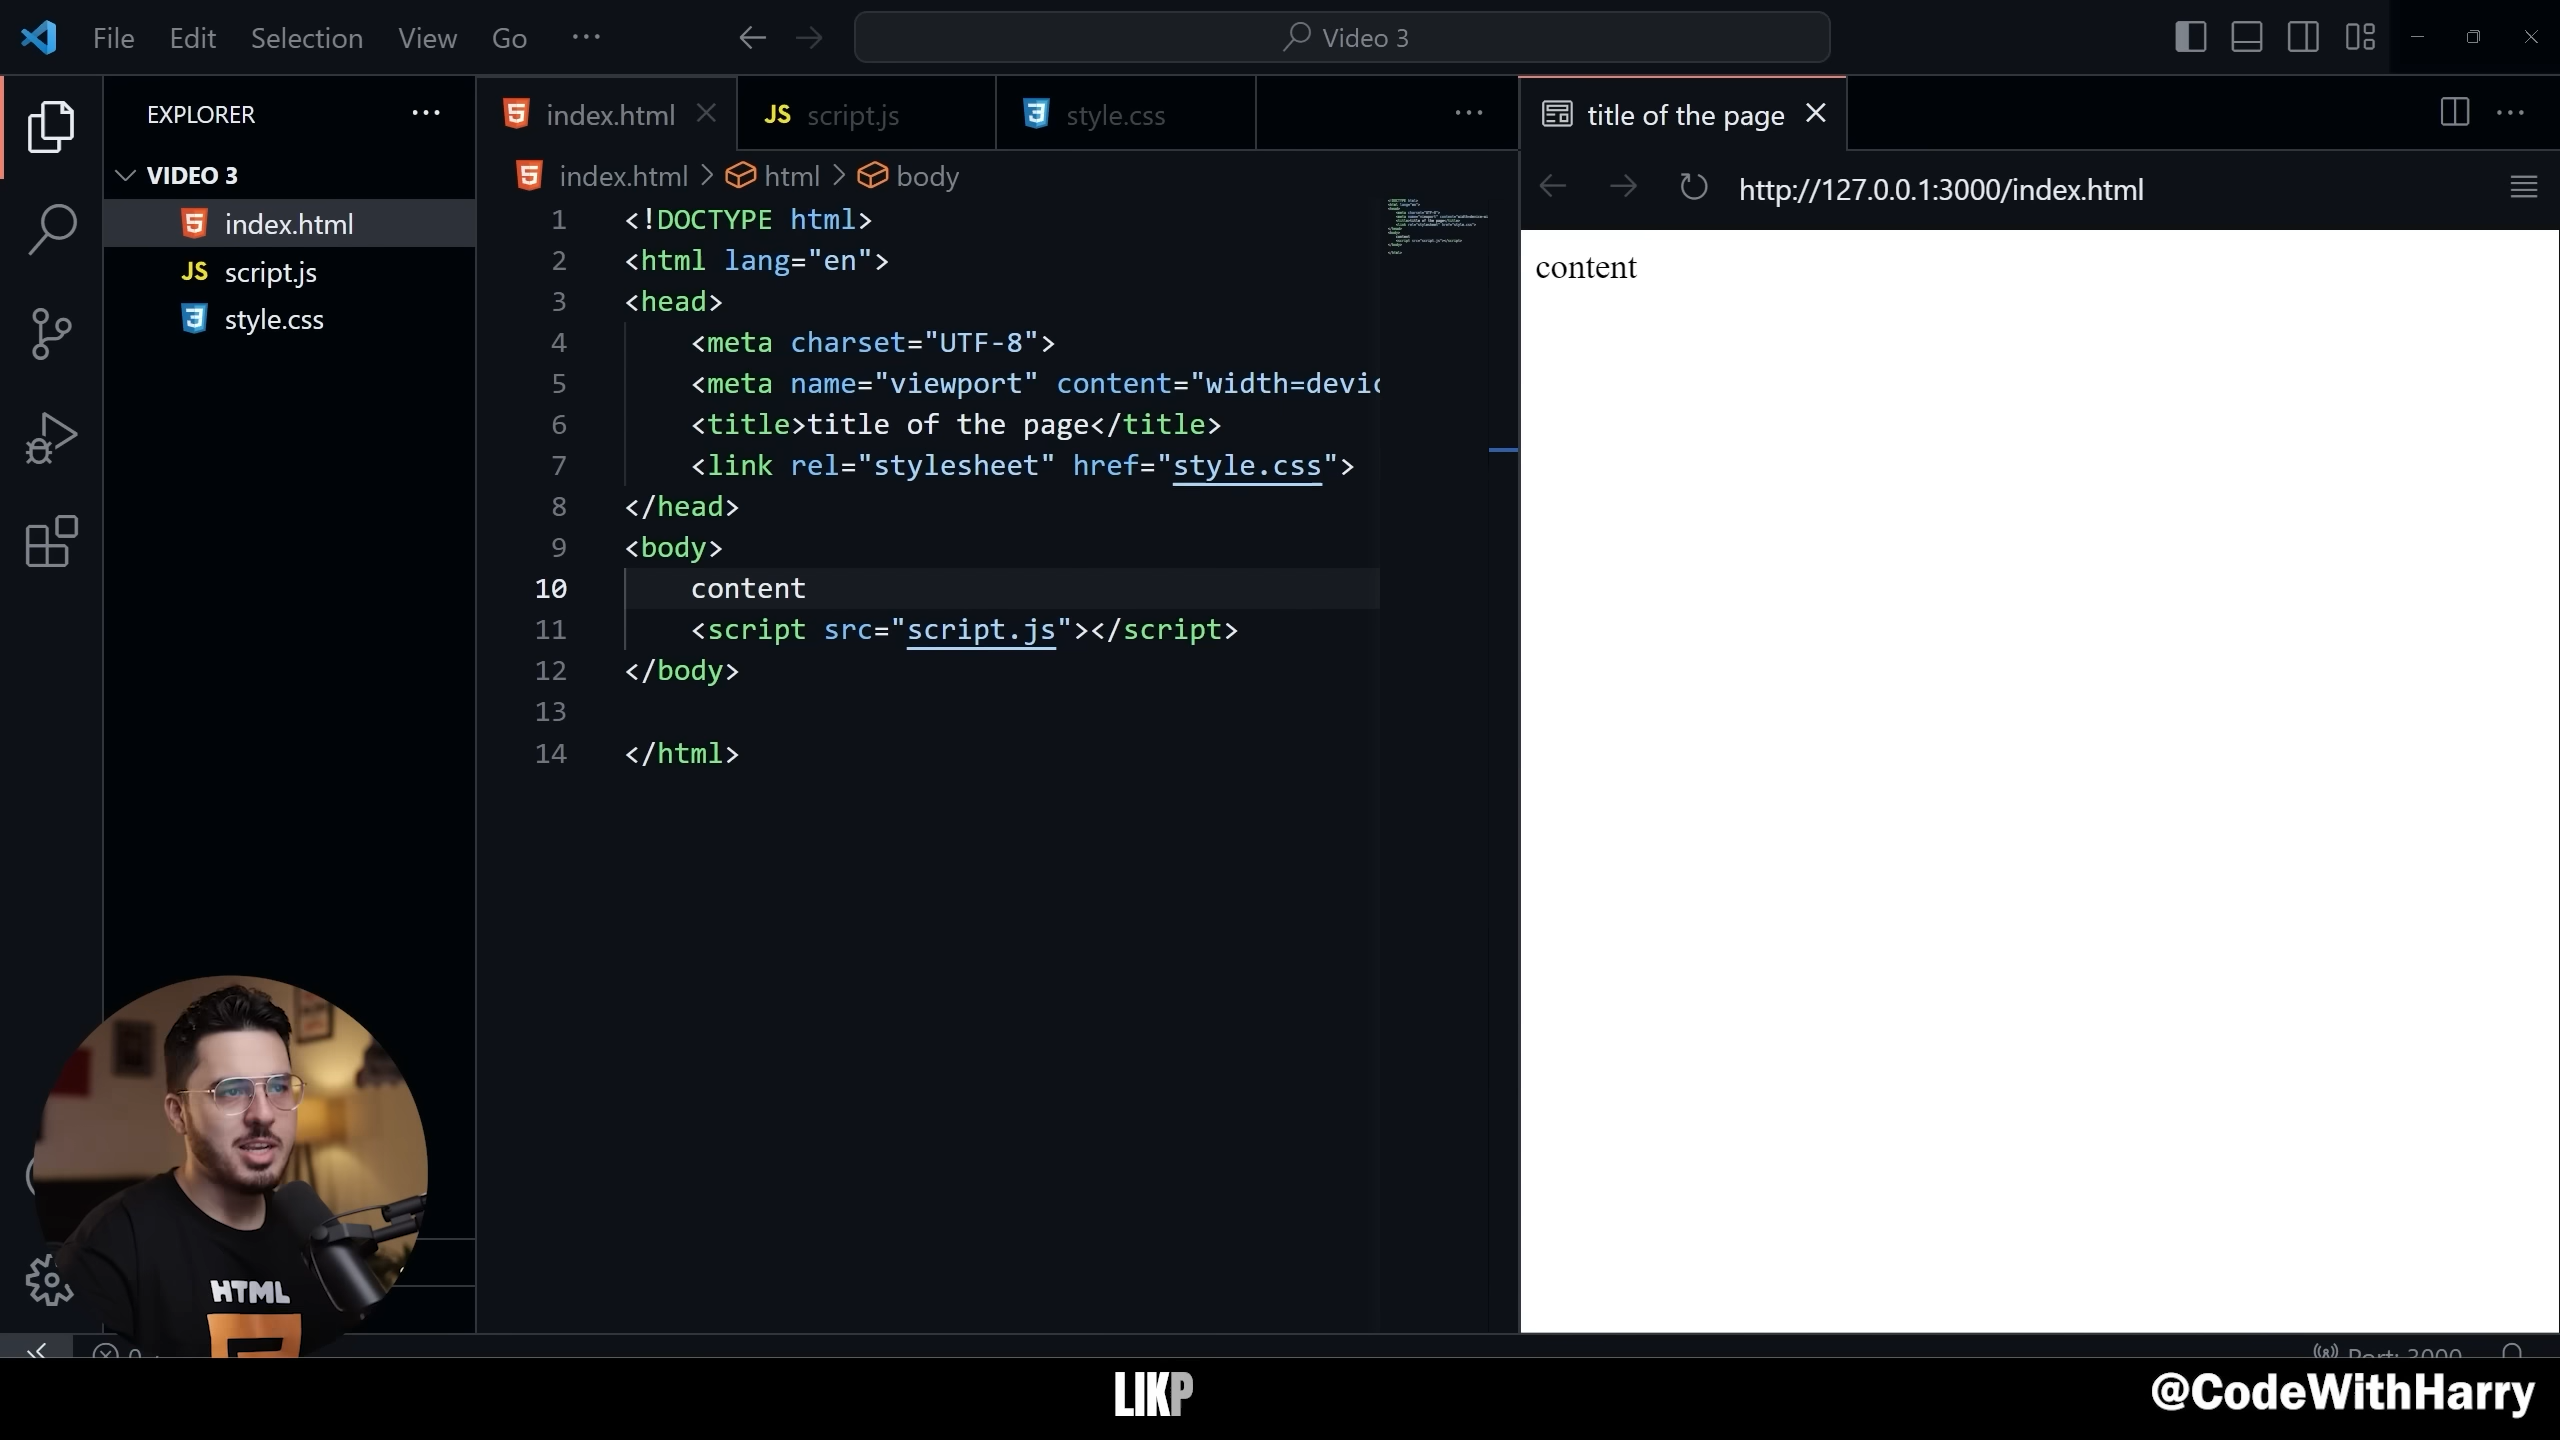 File Edit Selection View Go ··· Video 3
EXPLORER ···
VIDEO 3
index.html
script.js
style.css
index.html
JS script.js
style.css
···
title of the page
···
index.html > html > body
http://127.0.0.1:3000/index.html
1 <!DOCTYPE html>
2 <html lang="en">
3 <head>
4 <meta charset="UTF-8">
5 <meta name="viewport" content="width=devic
6 <title>title of the page</title>
7 <link rel="stylesheet" href="style.css">
8 </head>
9 <body>
10 content
11 <script src="script.js"></script>
12 </body>
13
14 </html>
content
HTML
0
Port: 3000
LIKP
@CodeWithHarry